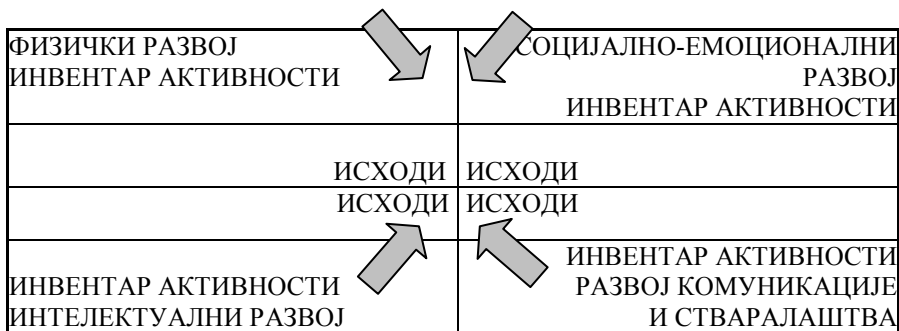 ФИЗИЧКИ РАЗВОЈ
ИНВЕНТАР АКТИВНОСТИ
СОЦИЈАЛНО-ЕМОЦИОНАЛНИ
РАЗВОЈ
ИНВЕНТАР АКТИВНОСТИ
ИСХОДИ
ИСХОДИ
ИСХОДИ
ИСХОДИ
ИНВЕНТАР АКТИВНОСТИ
ИНТЕЛЕКТУАЛНИ РАЗВОЈ
ИНВЕНТАР АКТИВНОСТИ
РАЗВОЈ КОМУНИКАЦИЈЕ
И СТВАРАЛАШТВА